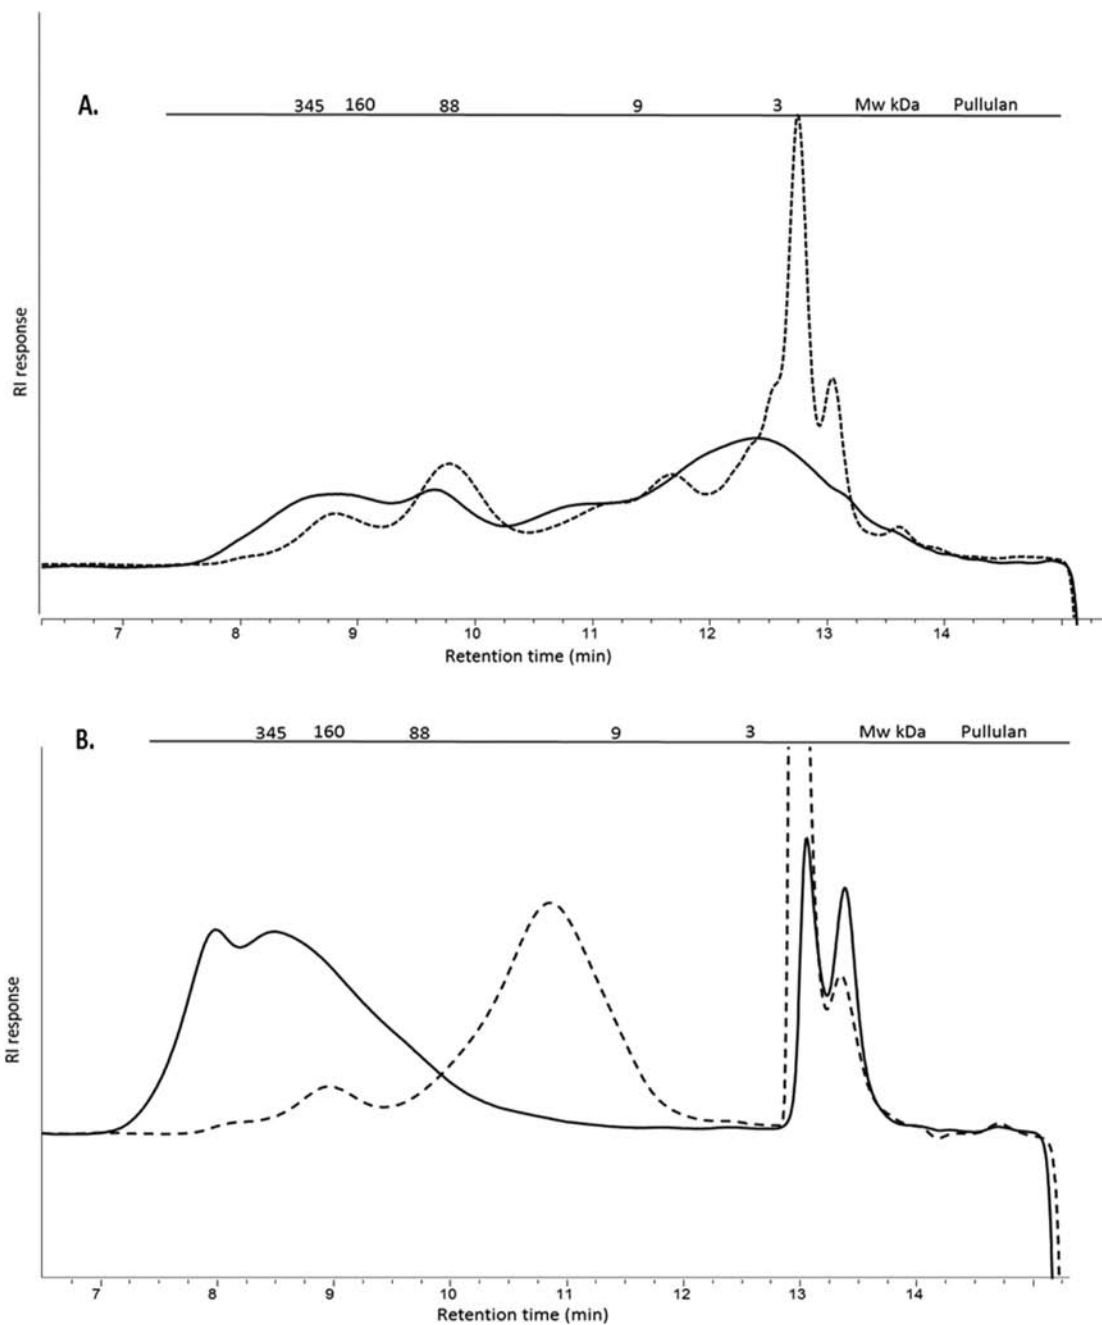 A.
345 160 88 9 3 Mw kDa Pullulan
RI response
7 8 9 10 11 12 13 14
Retention time (min)
B.
345 160 88 9 3 Mw kDa Pullulan
RI response
7 8 9 10 11 12 13 14
Retention time (min)